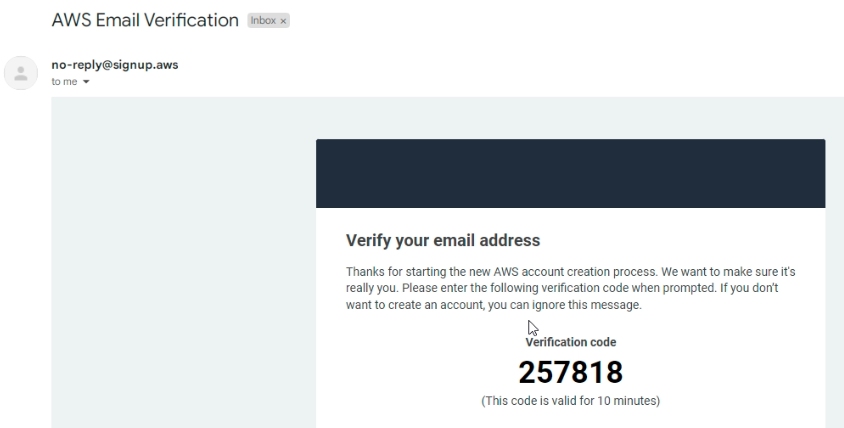 AWS Email Verification Inbox ×
no-reply@signup.aws
to me
Verify your email address
Thanks for starting the new AWS account creation process. We want to make sure it's
really you. Please enter the following verification code when prompted. If you don't
want to create an account, you can ignore this message.
Verification code
257818
(This code is valid for 10 minutes)